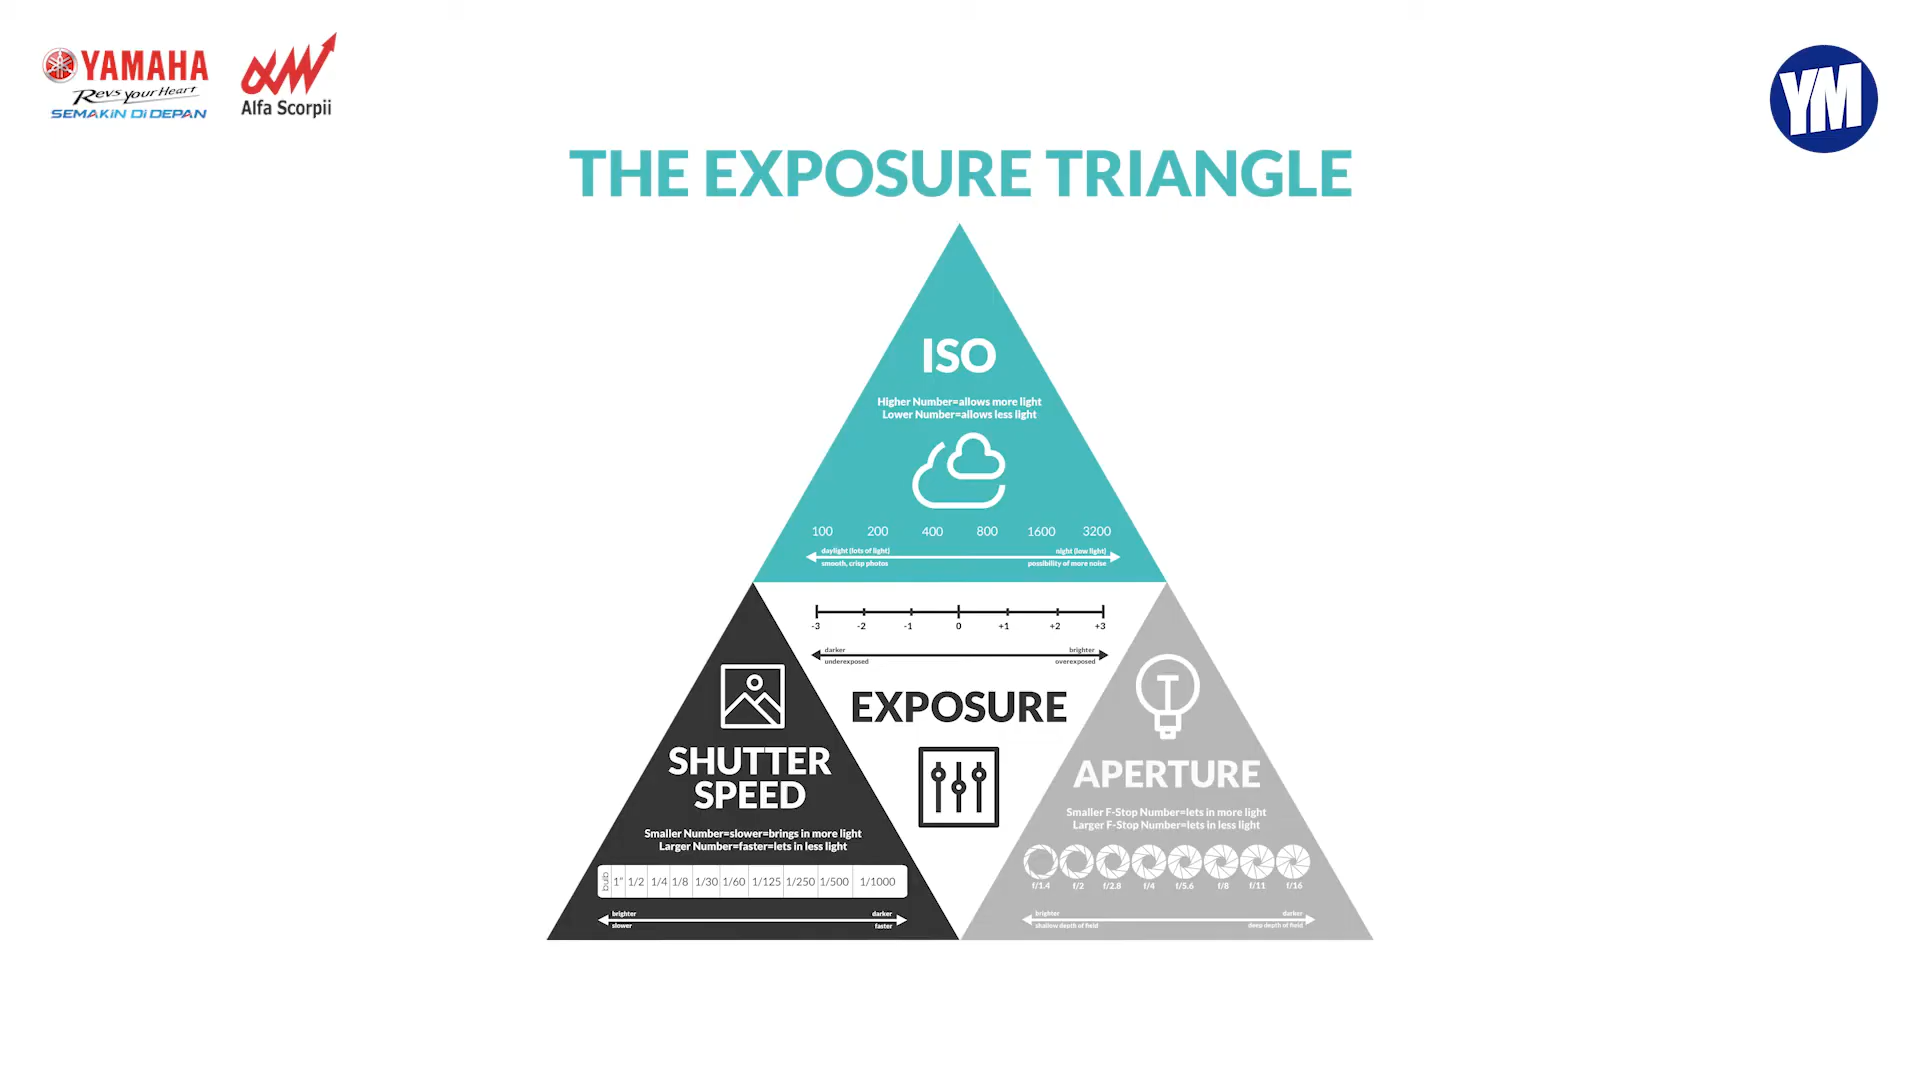 YAMAHA
Revs Your Heart
SEMAKIN DI DEPAN
Alfa Scorpii
YM
THE EXPOSURE TRIANGLE
ISO
Higher Number=allows more light
Lower Number=allows less light
100 200 400 800 1600 3200
daylight (lots of light) night (low light)
smooth, crisp photos possibility of more noise
-3 -2 -1 0 +1 +2 +3
darker brighter
underexposed overexposed
EXPOSURE
SHUTTER
SPEED
Smaller Number=slower=brings in more light
Larger Number=faster=lets in less light
bulb 1" 1/2 1/4 1/8 1/30 1/60 1/125 1/250 1/500 1/1000
brighter darker
slower faster
APERTURE
Smaller F-Stop Number=lets in more light
Larger F-Stop Number=lets in less light
f/1.4 f/2 f/2.8 f/4 f/5.6 f/8 f/11 f/16
brighter darker
shallow depth of field deep depth of field